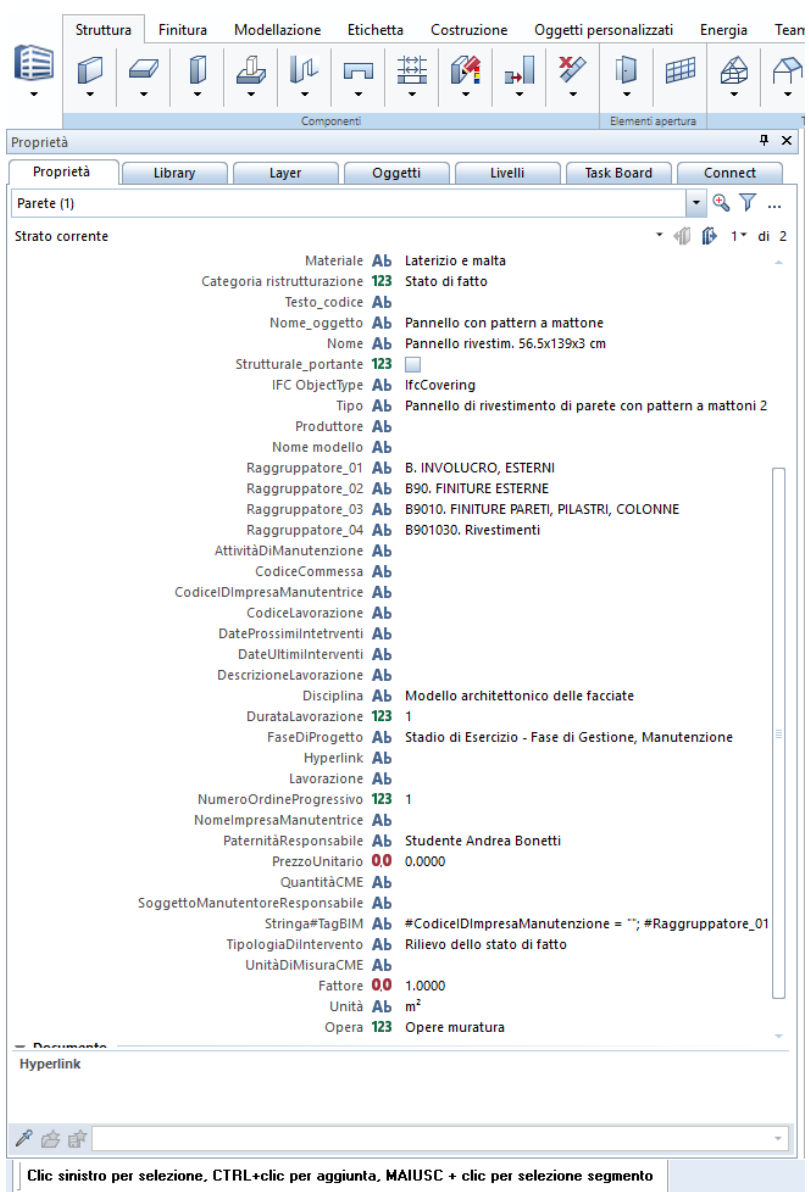 Struttura Finitura Modellazione Etichetta Costruzione Oggetti personalizzati Energia Team
Componenti Elementi apertura
Proprietà
Proprietà Library Layer Oggetti Livelli Task Board Connect
Parete (1) ...
Strato corrente 1 di 2
Materiale Ab Laterizio e malta
Categoria ristrutturazione 123 Stato di fatto
Testo_codice Ab
Nome_oggetto Ab Pannello con pattern a mattone
Nome Ab Pannello rivestim. 56.5x139x3 cm
Strutturale_portante 123
IFC ObjectType Ab IfcCovering
Tipo Ab Pannello di rivestimento di parete con pattern a mattoni 2
Produttore Ab
Nome modello Ab
Raggruppatore_01 Ab B. INVOLUCRO, ESTERNI
Raggruppatore_02 Ab B90. FINITURE ESTERNE
Raggruppatore_03 Ab B9010. FINITURE PARETI, PILASTRI, COLONNE
Raggruppatore_04 Ab B901030. Rivestimenti
AttivitàDiManutenzione Ab
CodiceCommessa Ab
CodiceIDImpresaManutentrice Ab
CodiceLavorazione Ab
DateProssimiIntetrventi Ab
DateUltimiInterventi Ab
DescrizioneLavorazione Ab
Disciplina Ab Modello architettonico delle facciate
DurataLavorazione 123 1
FaseDiProgetto Ab Stadio di Esercizio - Fase di Gestione, Manutenzione
Hyperlink Ab
Lavorazione Ab
NumeroOrdineProgressivo 123 1
NomeImpresaManutentrice Ab
PaternitàResponsabile Ab Studente Andrea Bonetti
PrezzoUnitario 0,0 0.0000
QuantitàCME Ab
SoggettoManutentoreResponsabile Ab
Stringa#TagBIM Ab #CodiceIDImpresaManutenzione = ""; #Raggruppatore_01
TipologiaDiIntervento Ab Rilievo dello stato di fatto
UnitàDiMisuraCME Ab
Fattore 0,0 1.0000
Unità Ab m²
Opera 123 Opere muratura
Documento
Hyperlink
Clic sinistro per selezione, CTRL+clic per aggiunta, MAIUSC + clic per selezione segmento